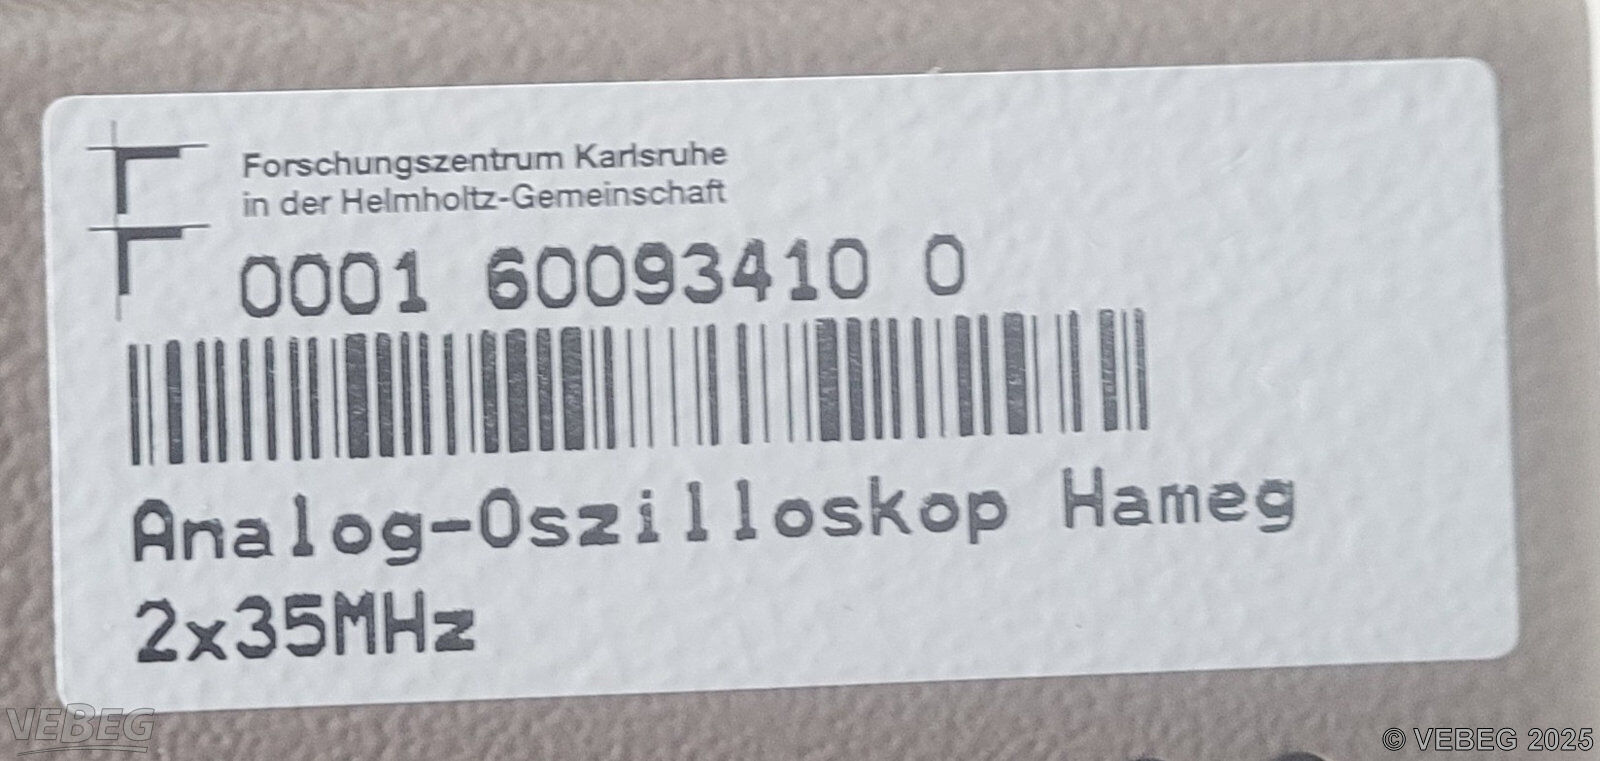 Forschungszentrum Karlsruhe
in der Helmholtz-Gemeinschaft
0001 60093410 0
Analog-Oszilloskop Hameg
2x35MHz
VEBEG
© VEBEG 2025